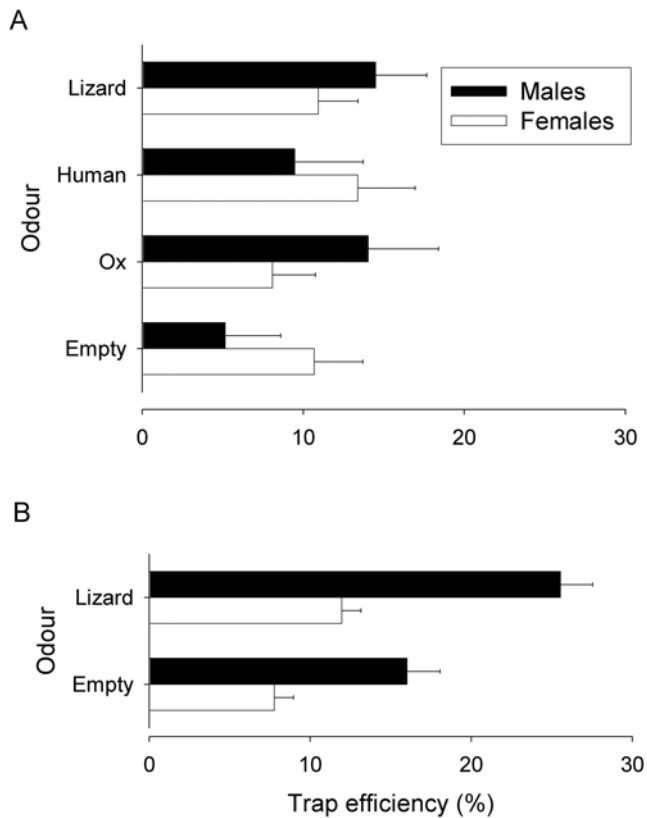 A
Males
Females
Lizard
Human
Ox
Empty
Odour
0 10 20 30
B
Lizard
Empty
Odour
0 10 20 30
Trap efficiency (%)